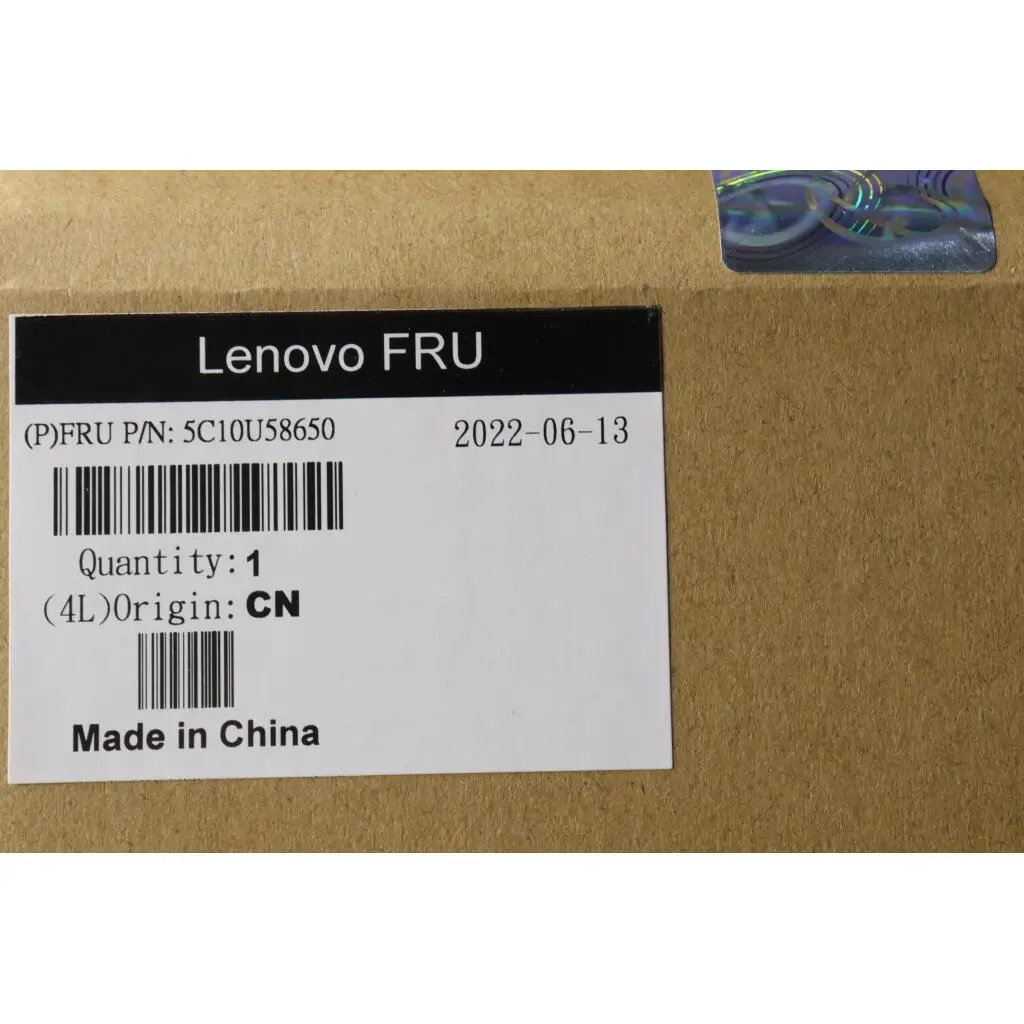 Lenovo FRU
(P)FRU P/N: 5C10U58650
2022-06-13
Quantity: 1
(4L)Origin: CN
Made in China